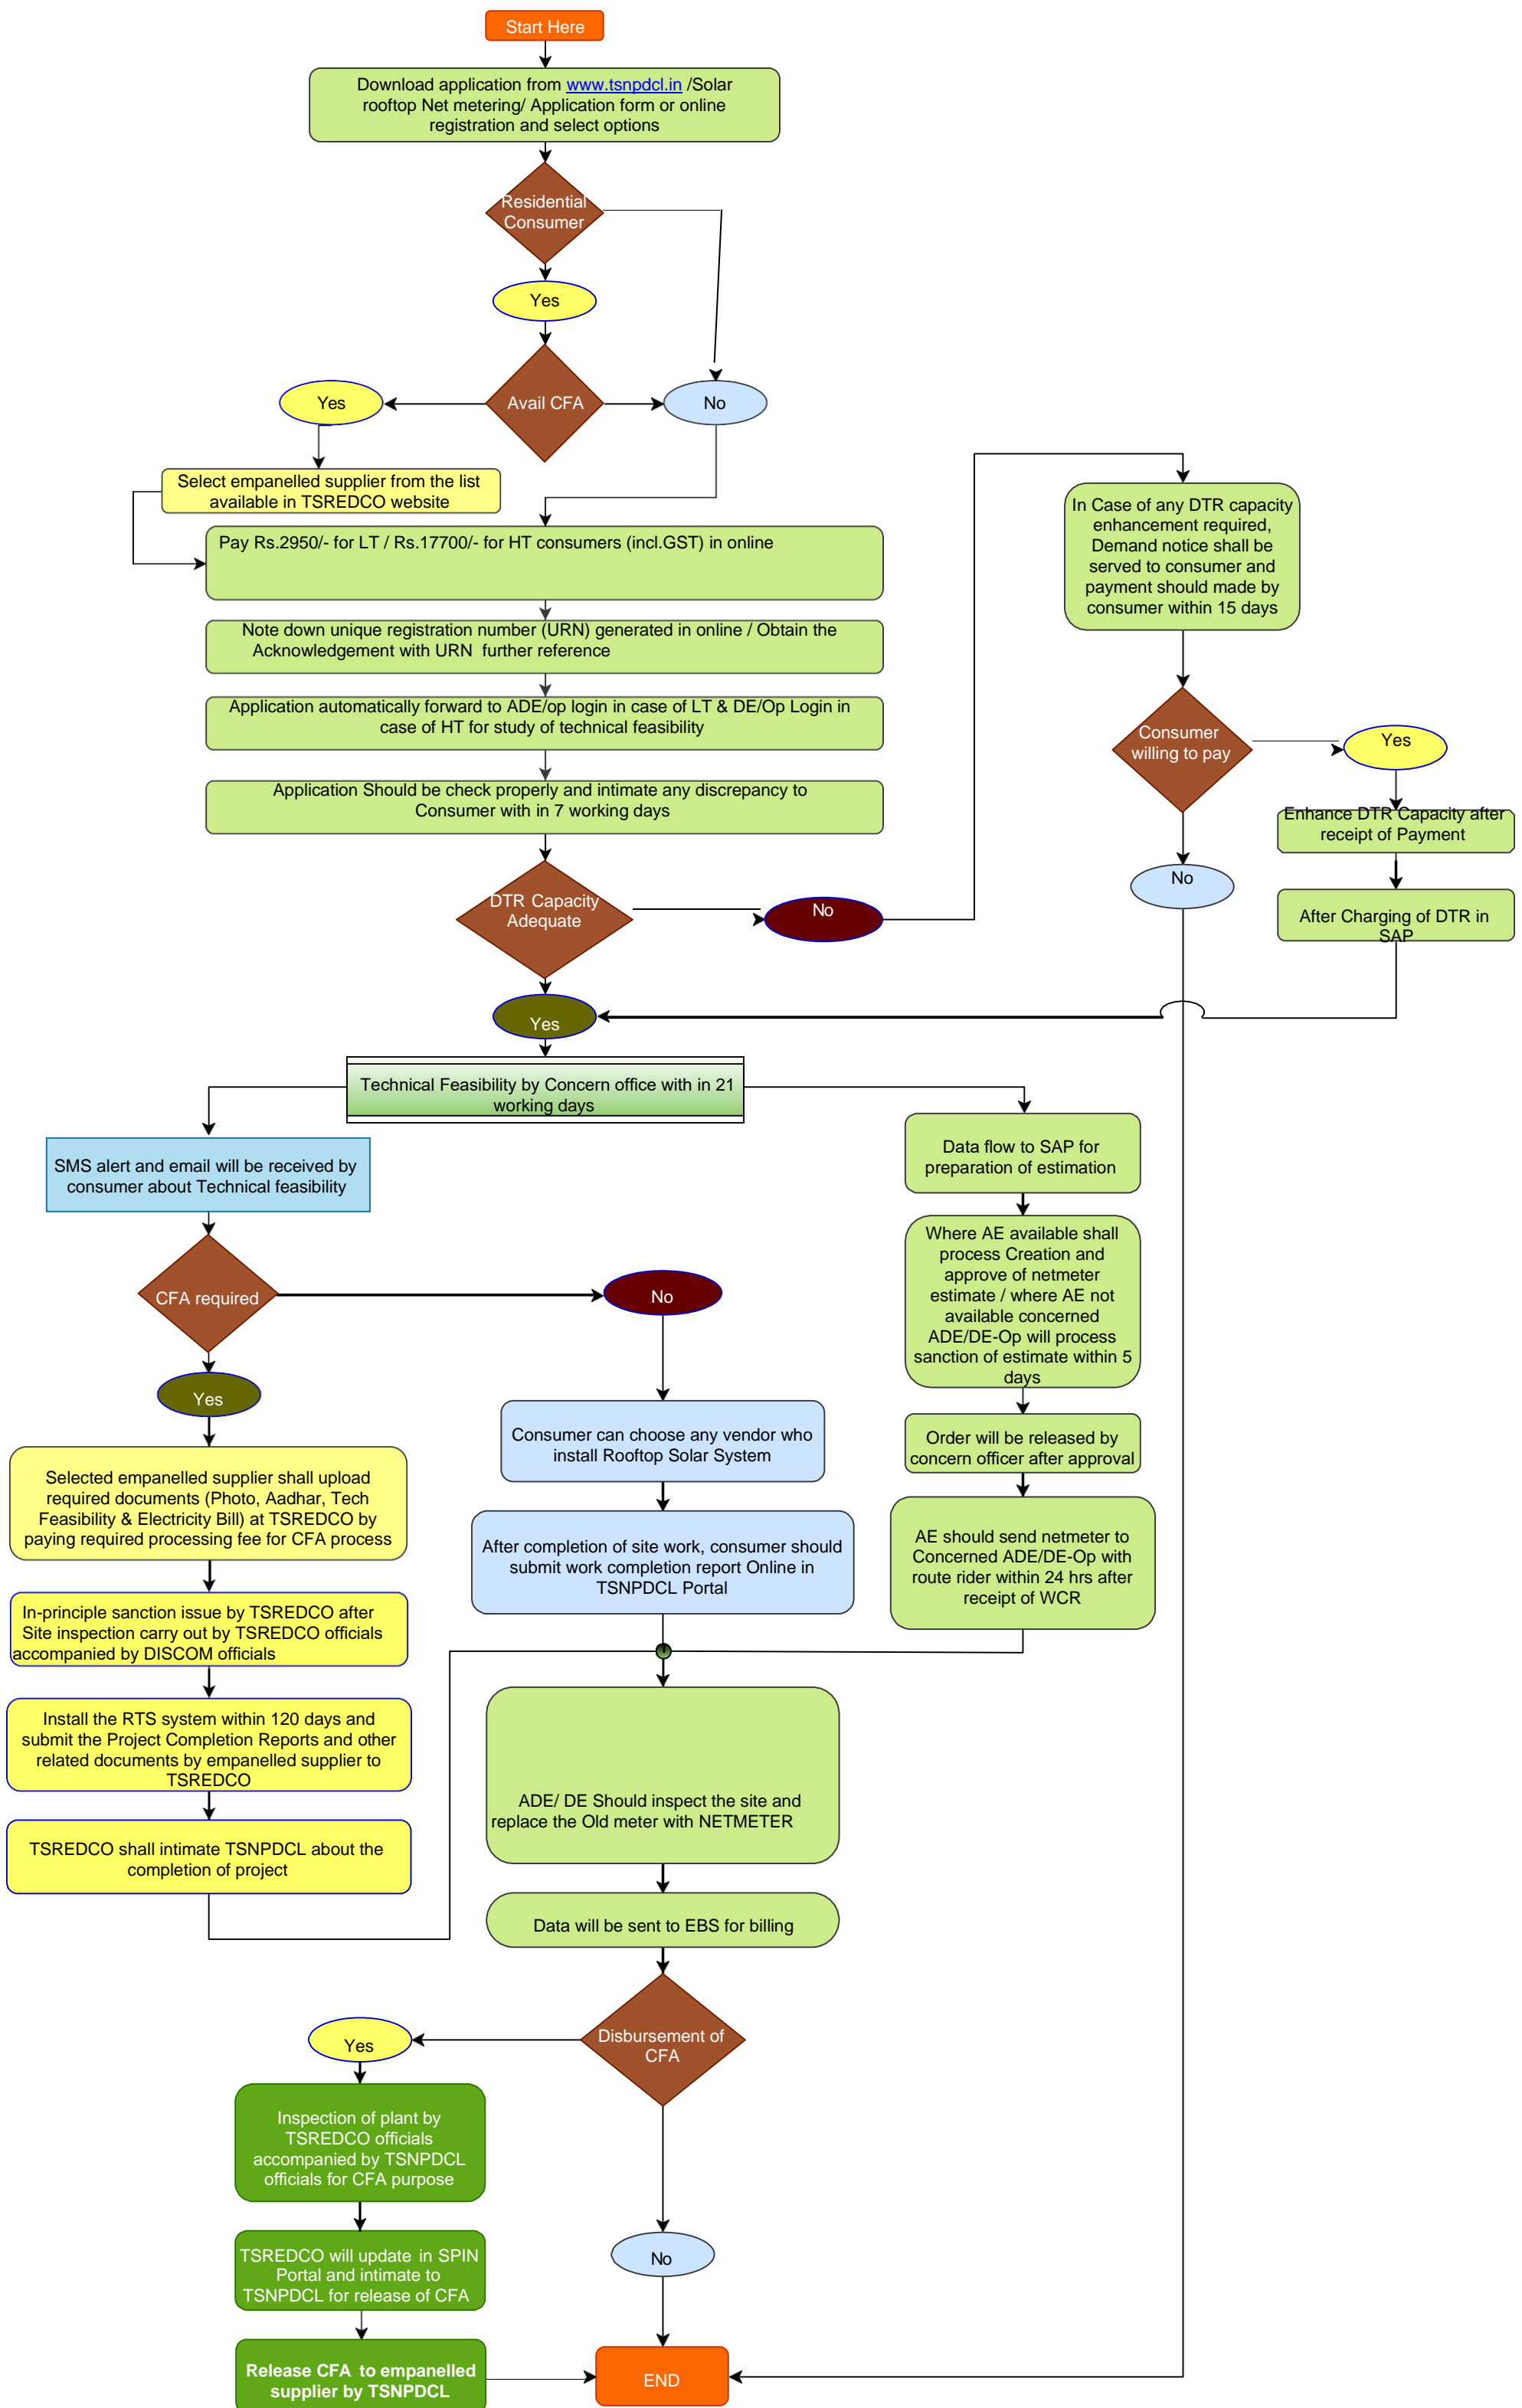 Start Here
Download application from www.tsnpdcl.in /Solar
rooftop Net metering/ Application form or online
registration and select options
Residential
Consumer
Yes
Yes
Avail CFA
No
Select empanelled supplier from the list
available in TSREDCO website
In Case of any DTR capacity
enhancement required,
Demand notice shall be
served to consumer and
payment should made by
consumer within 15 days
Pay Rs.2950/- for LT / Rs.17700/- for HT consumers (incl.GST) in online
Note down unique registration number (URN) generated in online / Obtain the
Acknowledgement with URN further reference
Application automatically forward to ADE/op login in case of LT & DE/Op Login in
case of HT for study of technical feasibility
Consumer
willing to pay
Yes
Application Should be check properly and intimate any discrepancy to
Consumer with in 7 working days
Enhance DTR Capacity after
receipt of Payment
No
DTR Capacity
Adequate
No
After Charging of DTR in
SAP
Yes
Technical Feasibility by Concern office with in 21
working days
SMS alert and email will be received by
consumer about Technical feasibility
Data flow to SAP for
preparation of estimation
Where AE available shall
process Creation and
approve of netmeter
estimate / where AE not
available concerned
ADE/DE-Op will process
sanction of estimate within 5
days
CFA required
No
Yes
Consumer can choose any vendor who
install Rooftop Solar System
Order will be released by
concern officer after approval
Selected empanelled supplier shall upload
required documents (Photo, Aadhar, Tech
Feasibility & Electricity Bill) at TSREDCO by
paying required processing fee for CFA process
After completion of site work, consumer should
submit work completion report Online in
TSNPDCL Portal
AE should send netmeter to
Concerned ADE/DE-Op with
route rider within 24 hrs after
receipt of WCR
In-principle sanction issue by TSREDCO after
Site inspection carry out by TSREDCO officials
accompanied by DISCOM officials
Install the RTS system within 120 days and
submit the Project Completion Reports and other
related documents by empanelled supplier to
TSREDCO
ADE/ DE Should inspect the site and
replace the Old meter with NETMETER
TSREDCO shall intimate TSNPDCL about the
completion of project
Data will be sent to EBS for billing
Disbursement of
CFA
Yes
Inspection of plant by
TSREDCO officials
accompanied by TSNPDCL
officials for CFA purpose
TSREDCO will update in SPIN
Portal and intimate to
TSNPDCL for release of CFA
No
Release CFA to empanelled
supplier by TSNPDCL
END